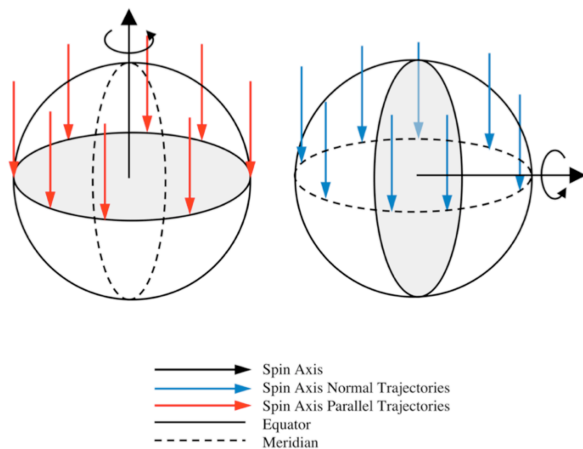 Spin Axis
Spin Axis Normal Trajectories
Spin Axis Parallel Trajectories
Equator
Meridian